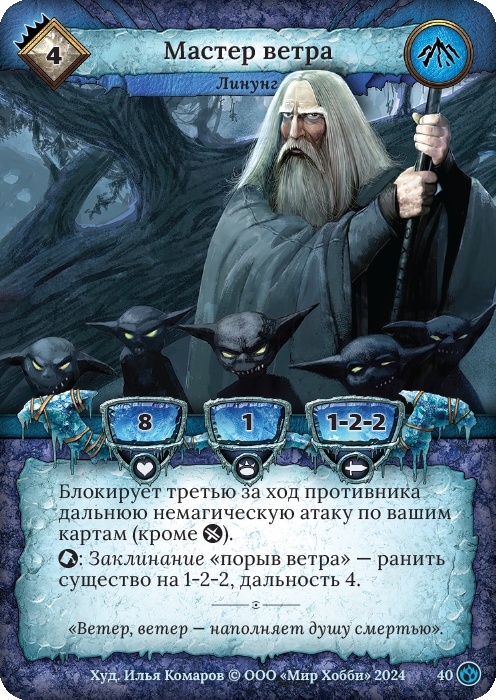 4
Мастер ветра
Линунг
8
1
1-2-2
Блокирует третью за ход противника
дальнюю немагическую атаку по вашим
картам (кроме ).
: Заклинание «порыв ветра» — ранить
существо на 1-2-2, дальность 4.
«Ветер, ветер — наполняет душу смертью».
Худ. Илья Комаров © ООО «Мир Хобби» 2024
40